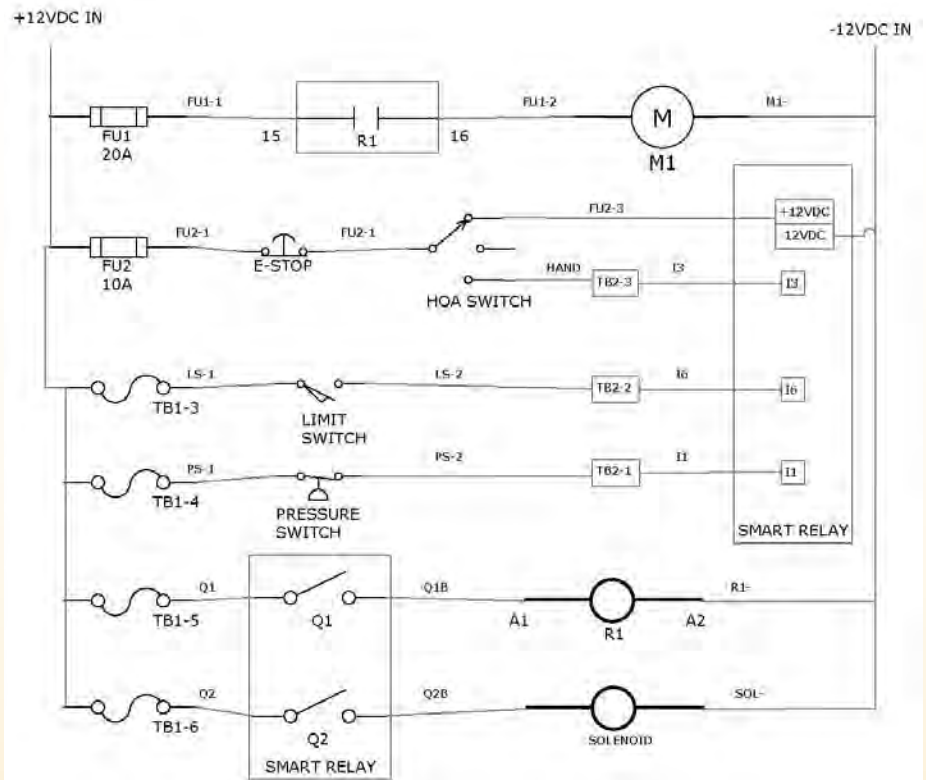 +12VDC IN
-12VDC IN
FU1-1
FU1-2
M1-
15
R1
16
M
FU1
20A
M1
FU2-3
+12VDC
12VDC
FU2-1
FU2-1
FU2
10A
E-STOP
HAND
TB2-3
I3
I3
HOA SWITCH
LS-1
LS-2
TB2-2
I6
I6
TB1-3
LIMIT
SWITCH
PS-1
PS-2
TB2-1
I1
I1
TB1-4
PRESSURE
SWITCH
SMART RELAY
Q1
Q1B
R1-
TB1-5
Q1
A1
R1
A2
Q2
Q2B
SOL-
TB1-6
Q2
SOLENOID
SMART RELAY